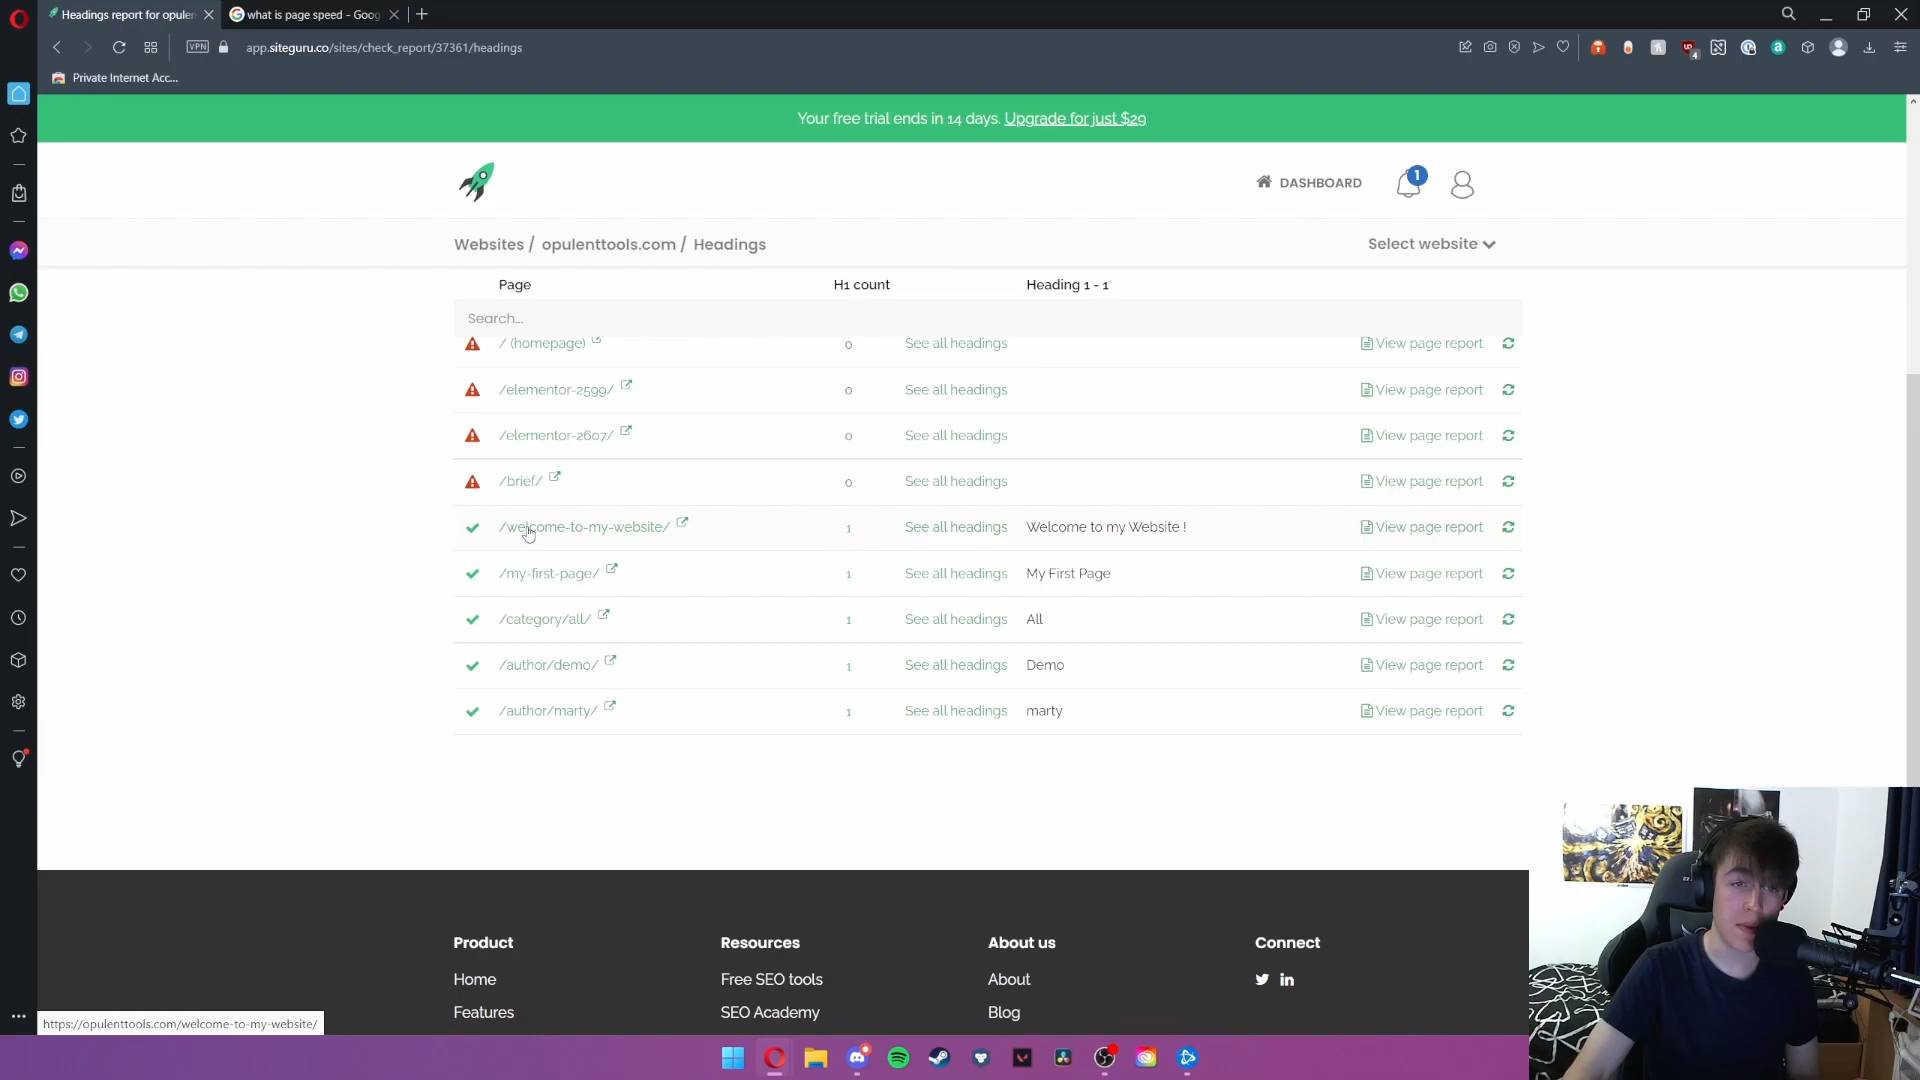 Headings report for opulen
what is page speed - Goog
VPN
app.siteguru.co/sites/check_report/37361/headings
4
Private Internet Acc...
Your free trial ends in 14 days. Upgrade for just $29
DASHBOARD
1
Websites / opulenttools.com / Headings
Select website
Page H1 count Heading 1 - 1
Search...
/ (homepage) 0 See all headings View page report
/elementor-2599/ 0 See all headings View page report
/elementor-2607/ 0 See all headings View page report
/brief/ 0 See all headings View page report
/welcome-to-my-website/ 1 See all headings Welcome to my Website ! View page report
/my-first-page/ 1 See all headings My First Page View page report
/category/all/ 1 See all headings All View page report
/author/demo/ 1 See all headings Demo View page report
/author/marty/ 1 See all headings marty View page report
Product Resources About us Connect
Home Free SEO tools About
Features SEO Academy Blog
https://opulenttools.com/welcome-to-my-website/